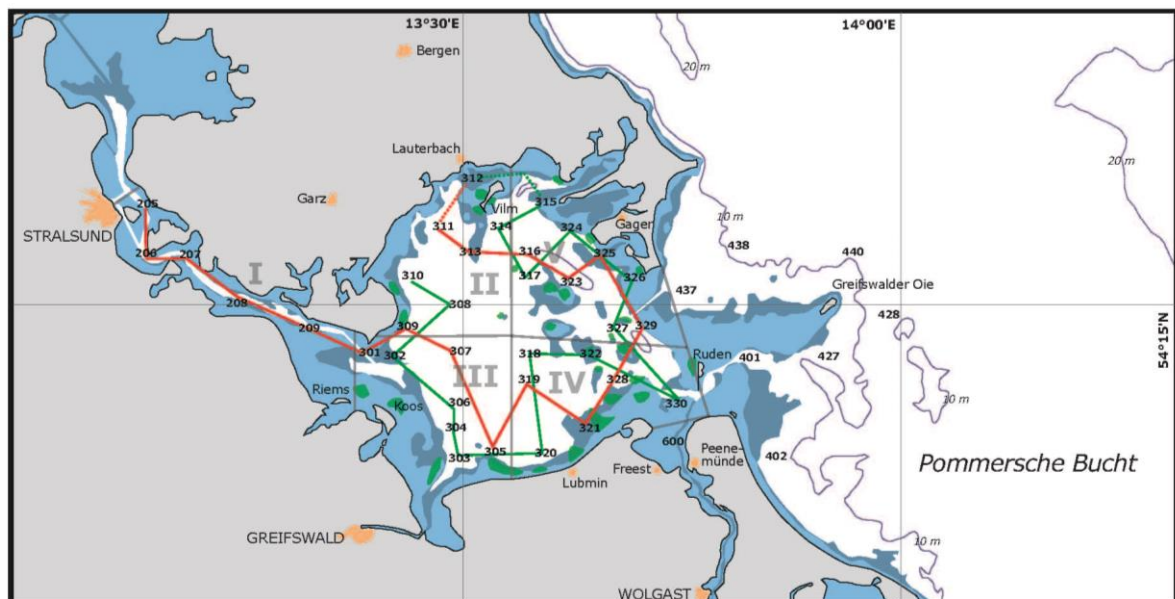 13°30'E
14°00'E
Bergen
20 m
Lauterbach
20 m
312
Garz
Vilm
315
205
10 m
STRALSUND
311
314
324
Gager
206
207
313
316
V
325
438
440
I
310
II
317
323
326
437
Greifswalder Oie
208
308
428
54°15'N
209
309
327
329
301
302
307
318
322
Ruden
401
427
III
319
IV
328
Riems
Koos
306
330
10 m
304
321
303
305
320
600
Peene-
münde
402
Pommersche Bucht
Lubmin
Freest
GREIFSWALD
10 m
WOLGAST